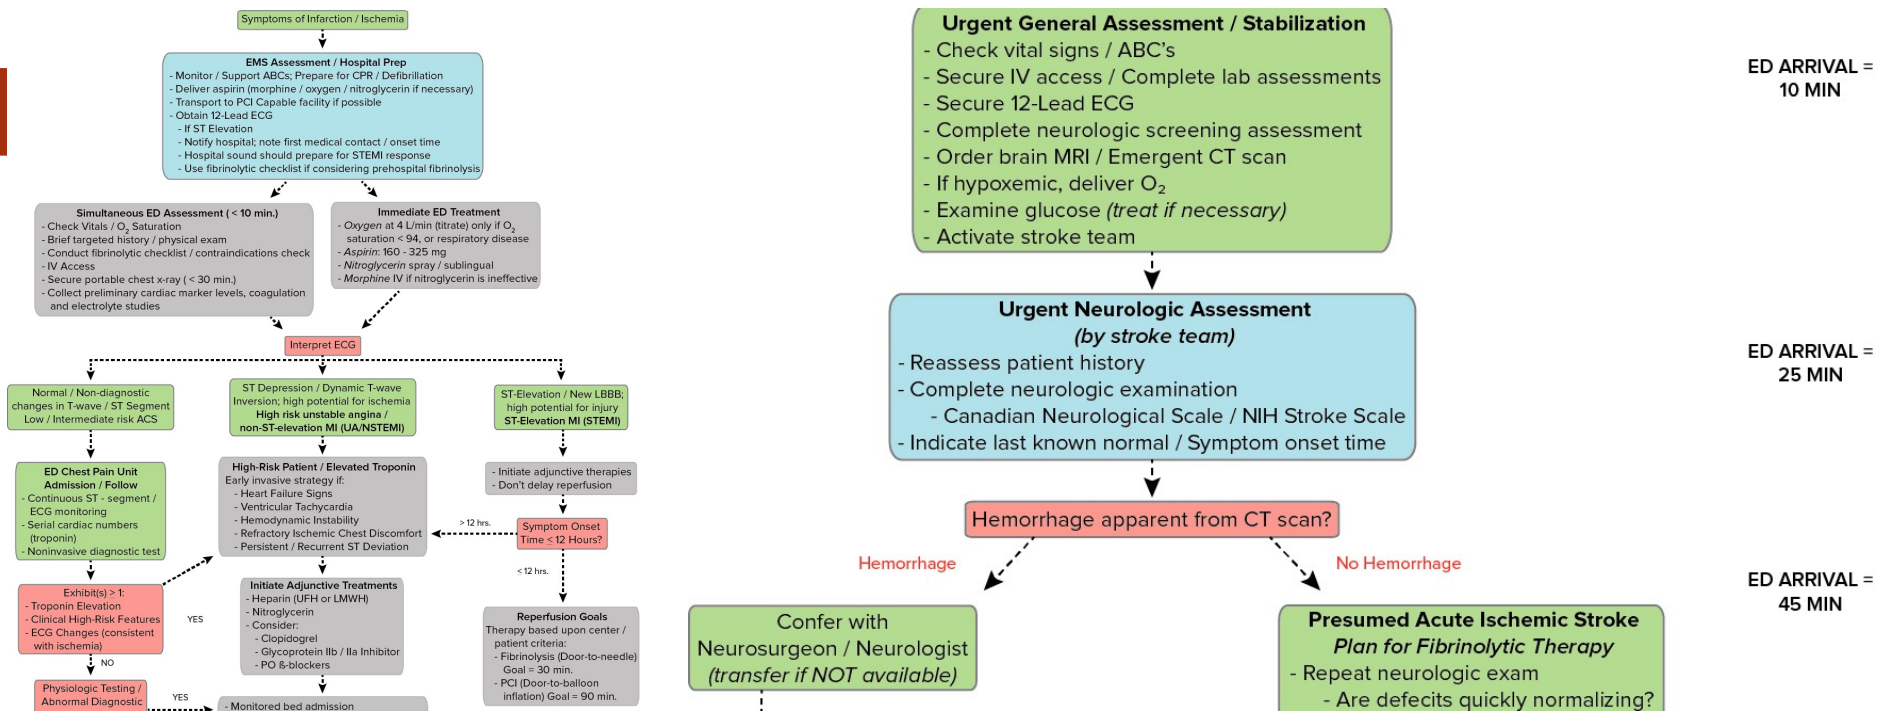 Symptoms of Infarction / Ischemia
EMS Assessment / Hospital Prep
- Monitor / Support ABCs; Prepare for CPR / Defibrillation
- Deliver aspirin (morphine / oxygen / nitroglycerin if necessary)
- Transport to PCI Capable facility if possible
- Obtain 12-Lead ECG
- If ST Elevation
- Notify hospital; note first medical contact / onset time
- Hospital sound should prepare for STEMI response
- Use fibrinolytic checklist if considering prehospital fibrinolysis
Simultaneous ED Assessment ( < 10 min.)
- Check Vitals / O2 Saturation
- Brief targeted history / physical exam
- Conduct fibrinolytic checklist / contraindications check
- IV Access
- Secure portable chest x-ray ( < 30 min.)
- Collect preliminary cardiac marker levels, coagulation
and electrolyte studies
Immediate ED Treatment
- Oxygen at 4 L/min (titrate) only if O2
saturation < 94, or respiratory disease
- Aspirin: 160 - 325 mg
- Nitroglycerin spray / sublingual
- Morphine IV if nitroglycerin is ineffective
Interpret ECG
Normal / Non-diagnostic
changes in T-wave / ST Segment
Low / Intermediate risk ACS
ST Depression / Dynamic T-wave
Inversion; high potential for ischemia
High risk unstable angina /
non-ST-elevation MI (UA/NSTEMI)
ST-Elevation / New LBBB;
high potential for injury
ST-Elevation MI (STEMI)
ED Chest Pain Unit
Admission / Follow
- Continuous ST - segment /
ECG monitoring
- Serial cardiac numbers
(troponin)
- Noninvasive diagnostic test
High-Risk Patient / Elevated Troponin
Early invasive strategy if:
- Heart Failure Signs
- Ventricular Tachycardia
- Hemodynamic Instability
- Refractory Ischemic Chest Discomfort
- Persistent / Recurrent ST Deviation
- Initiate adjunctive therapies
- Don't delay reperfusion
> 12 hrs.
Symptom Onset
Time ≤ 12 Hours?
< 12 hrs.
Exhibit(s) > 1:
- Troponin Elevation
- Clinical High-Risk Features
- ECG Changes (consistent
with ischemia)
YES
NO
Initiate Adjunctive Treatments
- Heparin (UFH or LMWH)
- Nitroglycerin
- Consider:
- Clopidogrel
- Glycoprotein IIb / IIa Inhibitor
- PO ß-blockers
Reperfusion Goals
Therapy based upon center /
patient criteria:
- Fibrinolysis (Door-to-needle)
Goal = 30 min.
- PCI (Door-to-balloon
inflation) Goal = 90 min.
Physiologic Testing /
Abnormal Diagnostic
YES
- Monitored bed admission
Urgent General Assessment / Stabilization
- Check vital signs / ABC's
- Secure IV access / Complete lab assessments
- Secure 12-Lead ECG
- Complete neurologic screening assessment
- Order brain MRI / Emergent CT scan
- If hypoxemic, deliver O₂
- Examine glucose (treat if necessary)
- Activate stroke team
ED ARRIVAL =
10 MIN
Urgent Neurologic Assessment
(by stroke team)
- Reassess patient history
- Complete neurologic examination
- Canadian Neurological Scale / NIH Stroke Scale
- Indicate last known normal / Symptom onset time
ED ARRIVAL =
25 MIN
Hemorrhage apparent from CT scan?
Hemorrhage
No Hemorrhage
ED ARRIVAL =
45 MIN
Confer with
Neurosurgeon / Neurologist
(transfer if NOT available)
Presumed Acute Ischemic Stroke
Plan for Fibrinolytic Therapy
- Repeat neurologic exam
- Are defecits quickly normalizing?